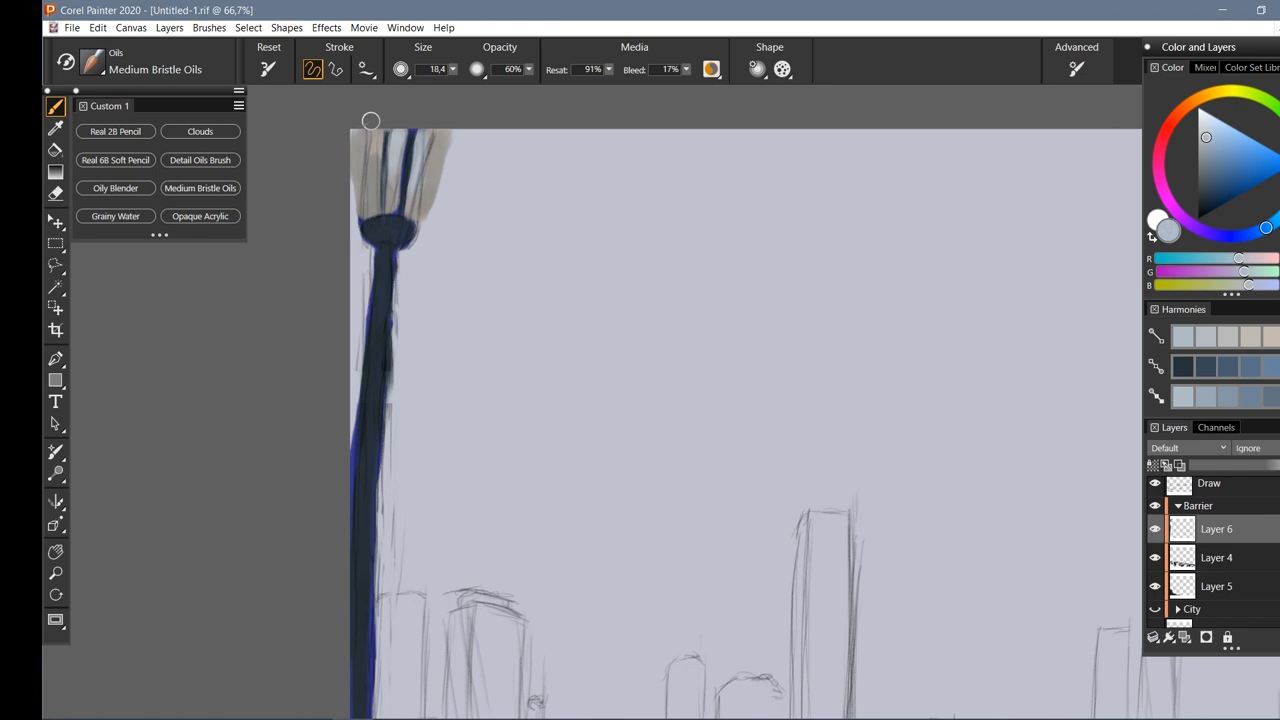 Corel Painter 2020 - [Untitled-1.rif @ 66,7%]
File Edit Layers Brushes Select Shapes Effects Movie Window Help
Oils
Medium Bristle Oils
Reset
Stroke
Size
18,4
Opacity
60%
Media
Resat: 91% Bleed: 17%
Shape
Advanced
Color and Layers
Color Mixer Color Set Libr
Custom 1
Real 2B Pencil Clouds
Real 6B Soft Pencil Detail Oils Brush
Oily Blender Medium Bristle Oils
Grainy Water Opaque Acrylic
T
R
G
B
Harmonies
Layers Channels
Default Ignore
Draw
Barrier
Layer 6
Layer 4
Layer 5
City